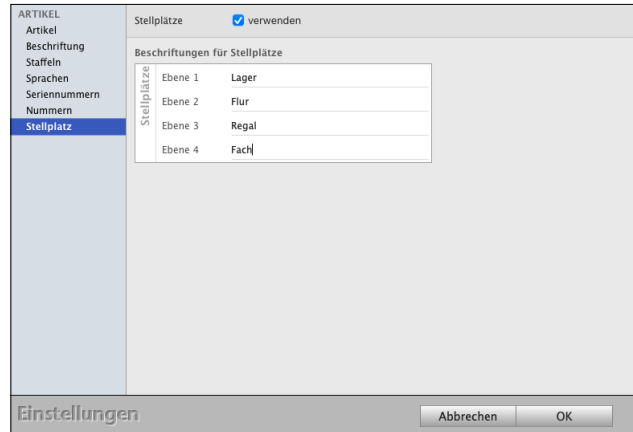 ARTIKEL
Artikel
Beschriftung
Staffeln
Sprachen
Seriennummern
Nummern
Stellplatz
Stellplätze verwenden
Beschriftungen für Stellplätze
Stellplätze
Ebene 1 Lager
Ebene 2 Flur
Ebene 3 Regal
Ebene 4 Fach
Einstellungen
Abbrechen OK